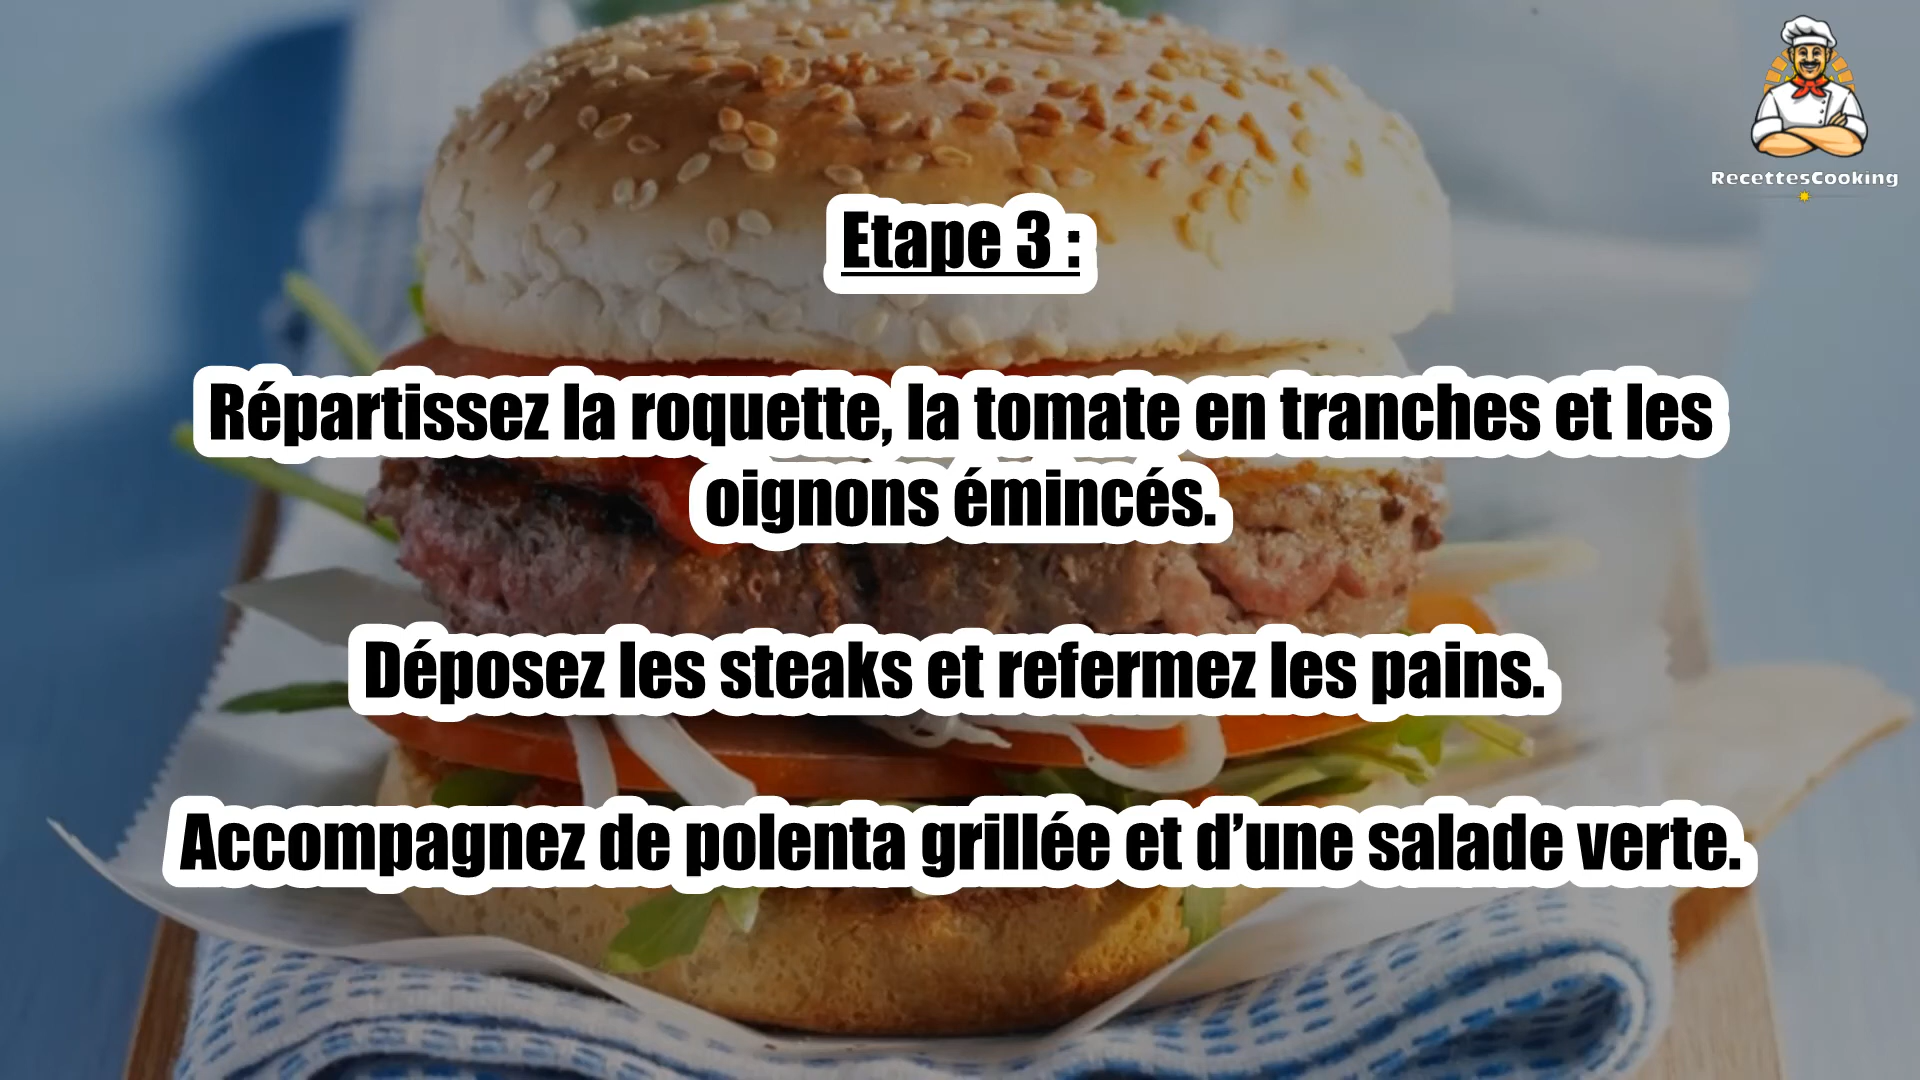 RecettesCooking
Etape 3 :
Répartissez la roquette, la tomate en tranches et les
oignons émincés.
Déposez les steaks et refermez les pains.
Accompagnez de polenta grillée et d’une salade verte.